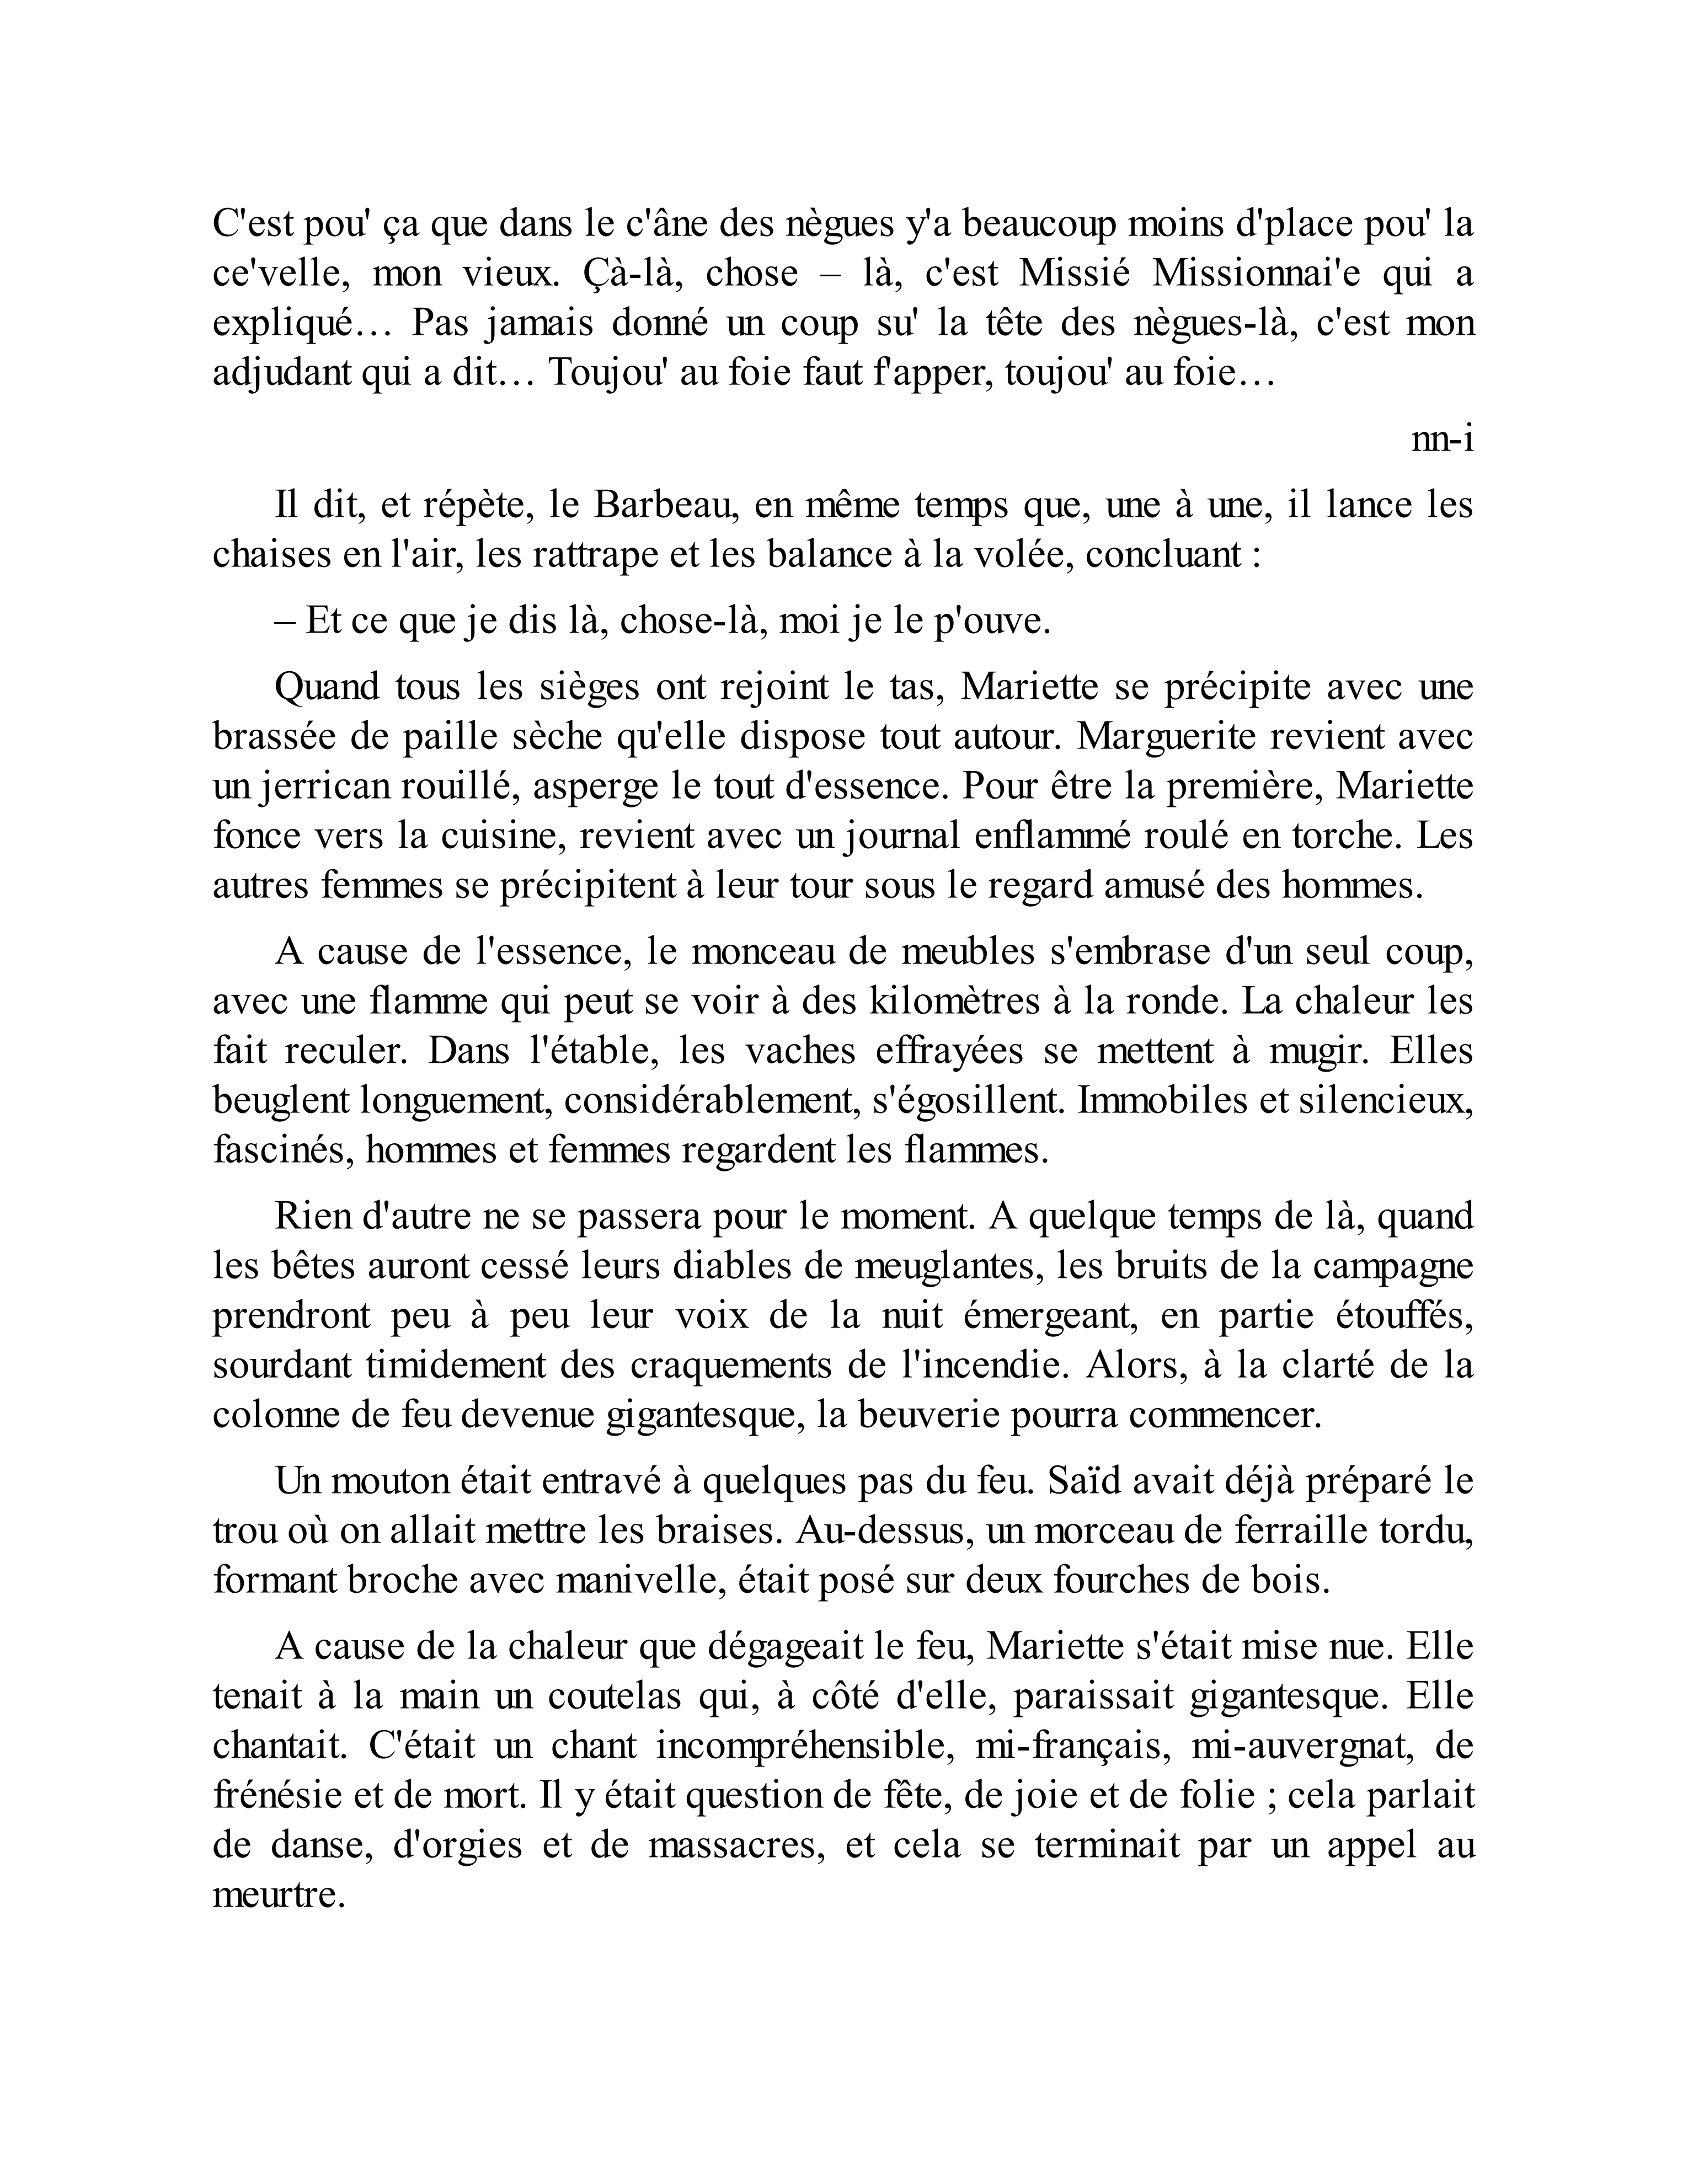 C'est pou' ça que dans le c'âne des nègues y'a beaucoup moins d'place pou' la
ce'velle, mon vieux. Çà-là, chose – là, c'est Missié Missionnai'e qui a
expliqué… Pas jamais donné un coup su' la tête des nègues-là, c'est mon
adjudant qui a dit… Toujou' au foie faut f'apper, toujou' au foie…
nn-i
Il dit, et répète, le Barbeau, en même temps que, une à une, il lance les
chaises en l'air, les rattrape et les balance à la volée, concluant :
– Et ce que je dis là, chose-là, moi je le p'ouve.
Quand tous les sièges ont rejoint le tas, Mariette se précipite avec une
brassée de paille sèche qu'elle dispose tout autour. Marguerite revient avec
un jerrican rouillé, asperge le tout d'essence. Pour être la première, Mariette
fonce vers la cuisine, revient avec un journal enflammé roulé en torche. Les
autres femmes se précipitent à leur tour sous le regard amusé des hommes.
A cause de l'essence, le monceau de meubles s'embrase d'un seul coup,
avec une flamme qui peut se voir à des kilomètres à la ronde. La chaleur les
fait reculer. Dans l'étable, les vaches effrayées se mettent à mugir. Elles
beuglent longuement, considérablement, s'égosillent. Immobiles et silencieux,
fascinés, hommes et femmes regardent les flammes.
Rien d'autre ne se passera pour le moment. A quelque temps de là, quand
les bêtes auront cessé leurs diables de meuglantes, les bruits de la campagne
prendront peu à peu leur voix de la nuit émergeant, en partie étouffés,
sourdant timidement des craquements de l'incendie. Alors, à la clarté de la
colonne de feu devenue gigantesque, la beuverie pourra commencer.
Un mouton était entravé à quelques pas du feu. Saïd avait déjà préparé le
trou où on allait mettre les braises. Au-dessus, un morceau de ferraille tordu,
formant broche avec manivelle, était posé sur deux fourches de bois.
A cause de la chaleur que dégageait le feu, Mariette s'était mise nue. Elle
tenait à la main un coutelas qui, à côté d'elle, paraissait gigantesque. Elle
chantait. C'était un chant incompréhensible, mi-français, mi-auvergnat, de
frénésie et de mort. Il y était question de fête, de joie et de folie ; cela parlait
de danse, d'orgies et de massacres, et cela se terminait par un appel au
meurtre.